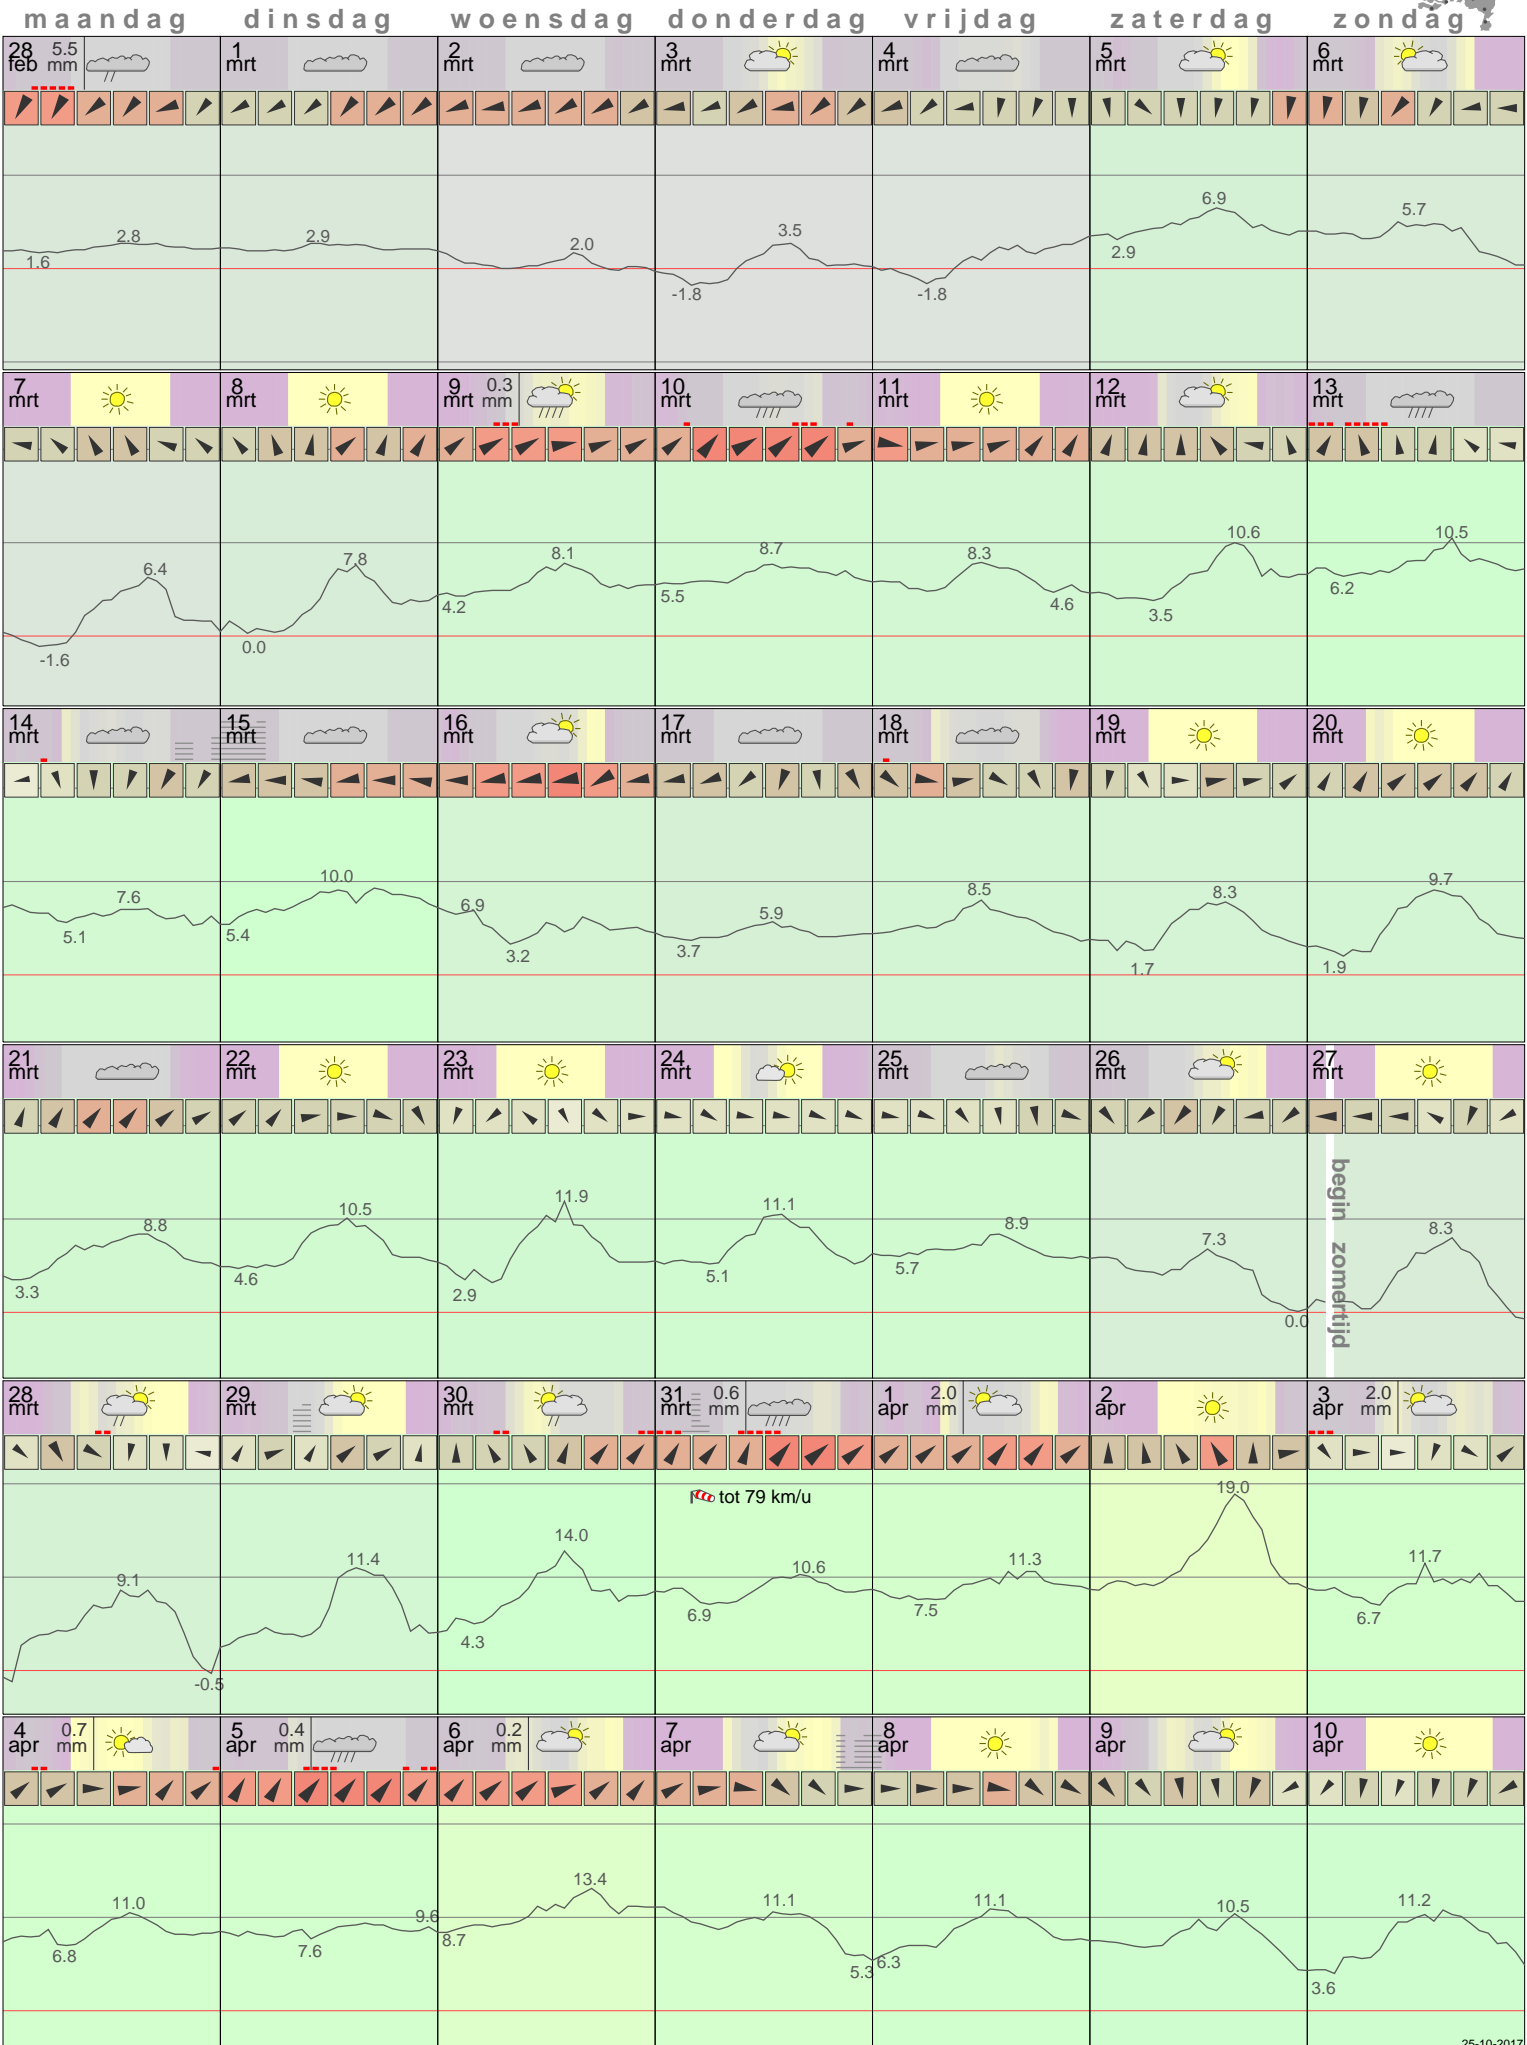 maandag dinsdag woensdag donderdag vrijdag zaterdag zondag
28 feb 5.5 mm 1 mrt 2 mrt 3 mrt 4 mrt 5 mrt 6 mrt
1.6 2.8 2.9 2.0 -1.8 3.5 -1.8 2.9 6.9 5.7
7 mrt 8 mrt 9 mrt 0.3 mm 10 mrt 11 mrt 12 mrt 13 mrt
-1.6 6.4 0.0 7.8 4.2 8.1 5.5 8.7 8.3 4.6 3.5 10.6 6.2 10.5
14 mrt 15 mrt 16 mrt 17 mrt 18 mrt 19 mrt 20 mrt
5.1 7.6 5.4 10.0 6.9 3.2 3.7 5.9 8.5 1.7 8.3 1.9 9.7
21 mrt 22 mrt 23 mrt 24 mrt 25 mrt 26 mrt 27 mrt
3.3 8.8 4.6 10.5 2.9 11.9 5.1 11.1 5.7 8.9 7.3 0.0 8.3
begin zomertijd
28 mrt 29 mrt 30 mrt 31 mrt 0.6 mm 1 apr 2.0 mm 2 apr 3 apr 2.0 mm
tot 79 km/u
9.1 -0.5 11.4 4.3 14.0 6.9 10.6 7.5 11.3 19.0 6.7 11.7
4 apr 0.7 mm 5 apr 0.4 mm 6 apr 0.2 mm 7 apr 8 apr 9 apr 10 apr
6.8 11.0 7.6 9.6 8.7 13.4 11.1 5.3 6.3 11.1 10.5 3.6 11.2
25-10-2017